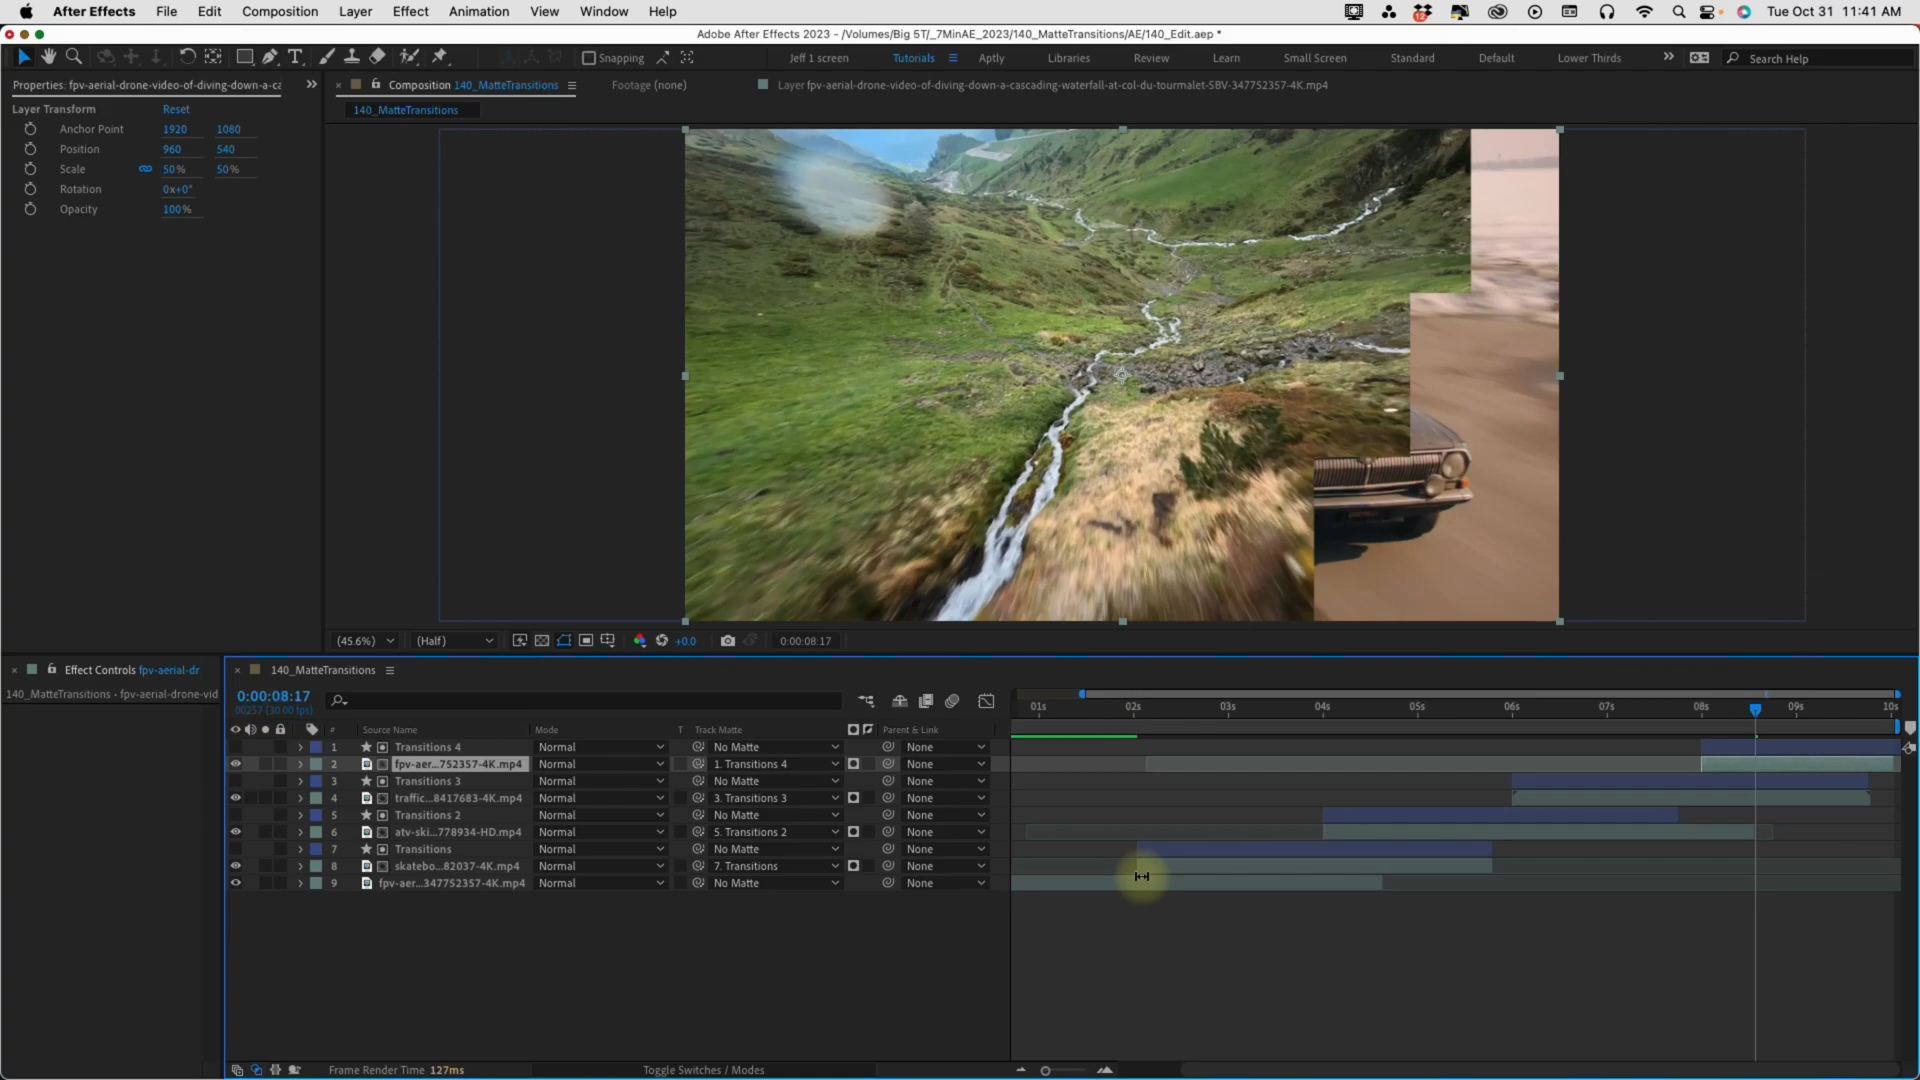 After Effects File Edit Composition Layer Effect Animation View Window Help 12 Tue Oct 31 11:41 AM
Adobe After Effects 2023 - /Volumes/Big 5T/_7MinAE_2023/140_MatteTransitions/AE/140_Edit.aep *
Snapping Jeff 1 screen Tutorials Aptly Libraries Review Learn Small Screen Standard Default Lower Thirds Search Help
Properties: fpv-aerial-drone-video-of-diving-down-a-ca Composition 140_MatteTransitions Footage (none) Layer fpv-aerial-drone-video-of-diving-down-a-cascading-waterfall-at-col-du-tourmalet-SBV-347752357-4K.mp4
Layer Transform Reset 140_MatteTransitions
Anchor Point 1920 1080
Position 960 540
Scale 50% 50%
Rotation 0x+0°
Opacity 100%
(45.6%) (Half) +0.0 0:00:08:17
Effect Controls fpv-aerial-dr 140_MatteTransitions
140_MatteTransitions • fpv-aerial-drone-vid
0:00:08:17
00257 (30.00 fps)
01s 02s 03s 04s 05s 06s 07s 08s 09s 10s
# Source Name Mode T Track Matte Parent & Link
1 Transitions 4 Normal No Matte None
2 fpv-aer...752357-4K.mp4 Normal 1. Transitions 4 None
3 Transitions 3 Normal No Matte None
4 traffic...8417683-4K.mp4 Normal 3. Transitions 3 None
5 Transitions 2 Normal No Matte None
6 atv-ski...778934-HD.mp4 Normal 5. Transitions 2 None
7 Transitions Normal No Matte None
8 skatebo...82037-4K.mp4 Normal 7. Transitions None
9 fpv-aer...347752357-4K.mp4 Normal No Matte None
Frame Render Time 127ms Toggle Switches / Modes